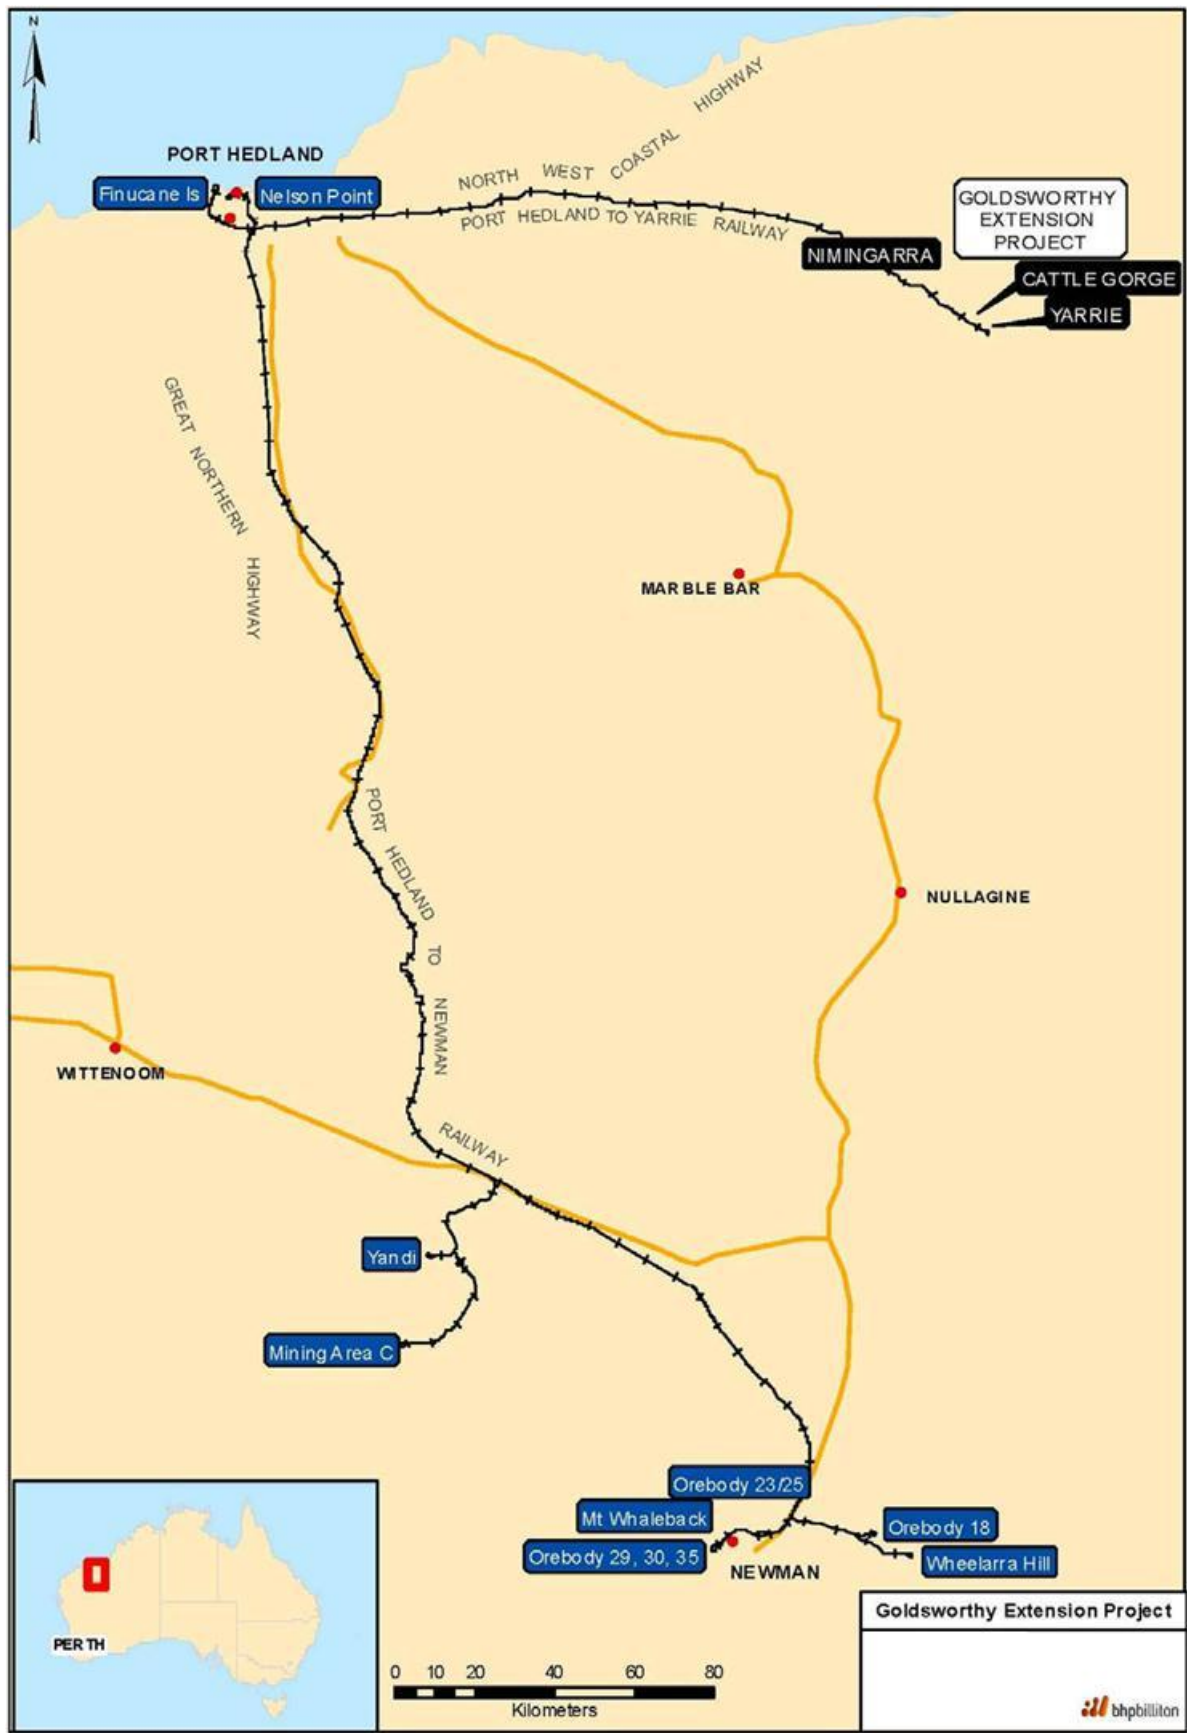 N
PORT HEDLAND
Finucane Is
Nelson Point
NORTH WEST COASTAL HIGHWAY
PORT HEDLAND TO YARRIE RAILWAY
GOLDSWORTHY
EXTENSION
PROJECT
NIMINGARRA
CATTLE GORGE
YARRIE
GREAT NORTHERN HIGHWAY
MARBLE BAR
PORT HEDLAND TO NEWMAN RAILWAY
NULLAGINE
WITTENOOM
Yandi
Mining Area C
Orebody 23/25
Mt Whaleback
Orebody 18
Orebody 29, 30, 35
Wheelarra Hill
NEWMAN
PERTH
Goldsworthy Extension Project
0 10 20 40 60 80
Kilometers
bhpbilliton